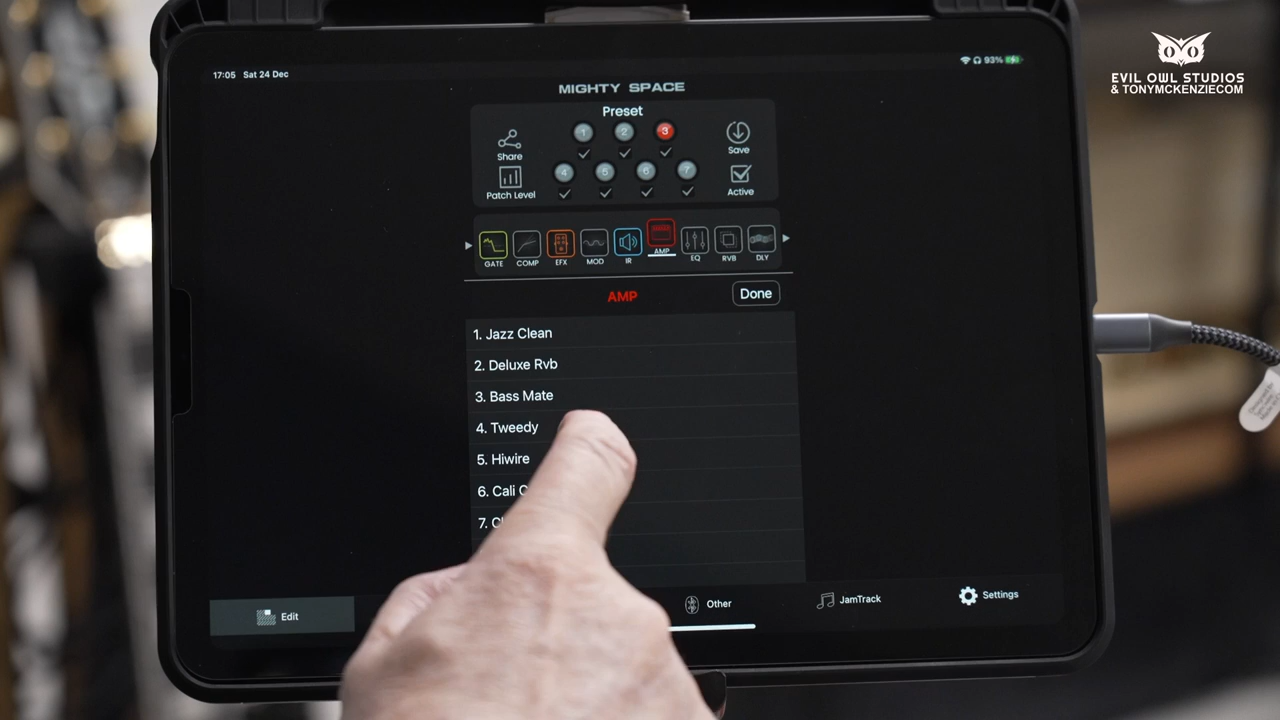 17:05 Sat 24 Dec
93%
EVIL OWL STUDIOS
& TONYMCKENZIECOM
MIGHTY SPACE
Preset
1 2 3
Share
Save
4 5 6 7
Patch Level
Active
GATE COMP EFX MOD IR AMP EQ RVB DLY
AMP
Done
1. Jazz Clean
2. Deluxe Rvb
3. Bass Mate
4. Tweedy
5. Hiwire
6. Cali
7.
Edit
Other
JamTrack
Settings